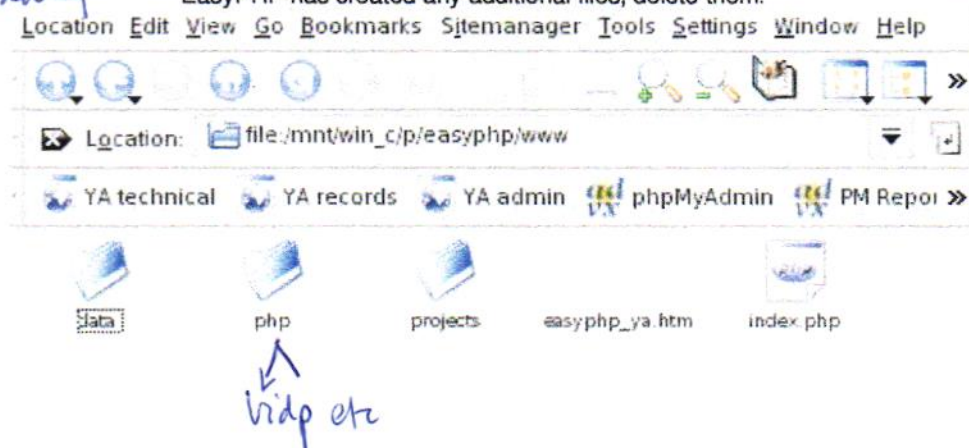 EasyPHP has created any additional files, delete them.
Location Edit View Go Bookmarks Sitemanager Tools Settings Window Help
»
Location: file:/mnt/win_c/p/easyphp/www
YA technical YA records YA admin phpMyAdmin PM Repor »
data php projects easyphp_ya.htm index.php
vidp etc